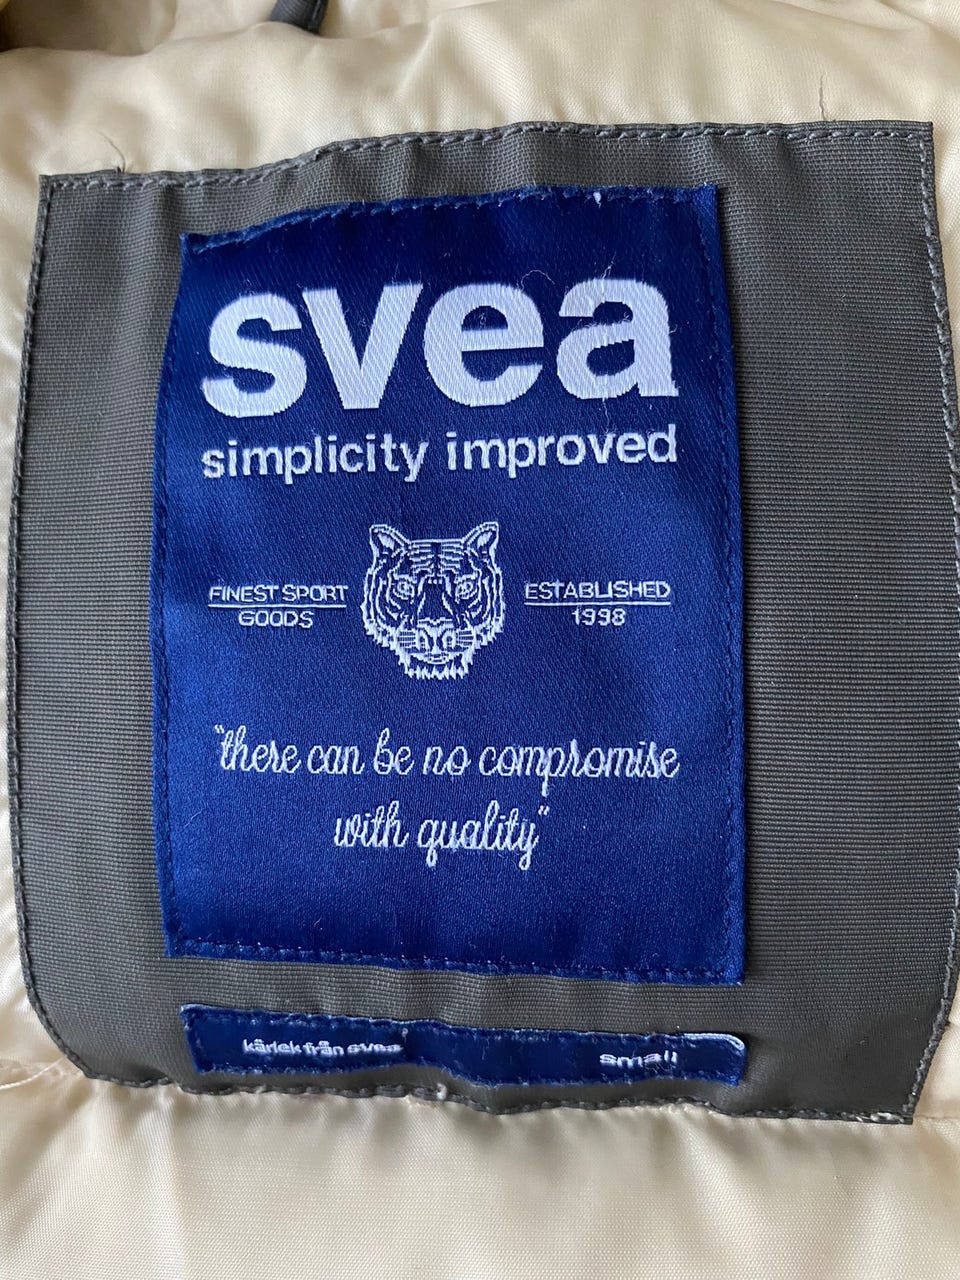 svea
simplicity improved
FINEST SPORT
GOODS
ESTABLISHED
1998
"there can be no compromise
with quality"
kärlek från svea
small